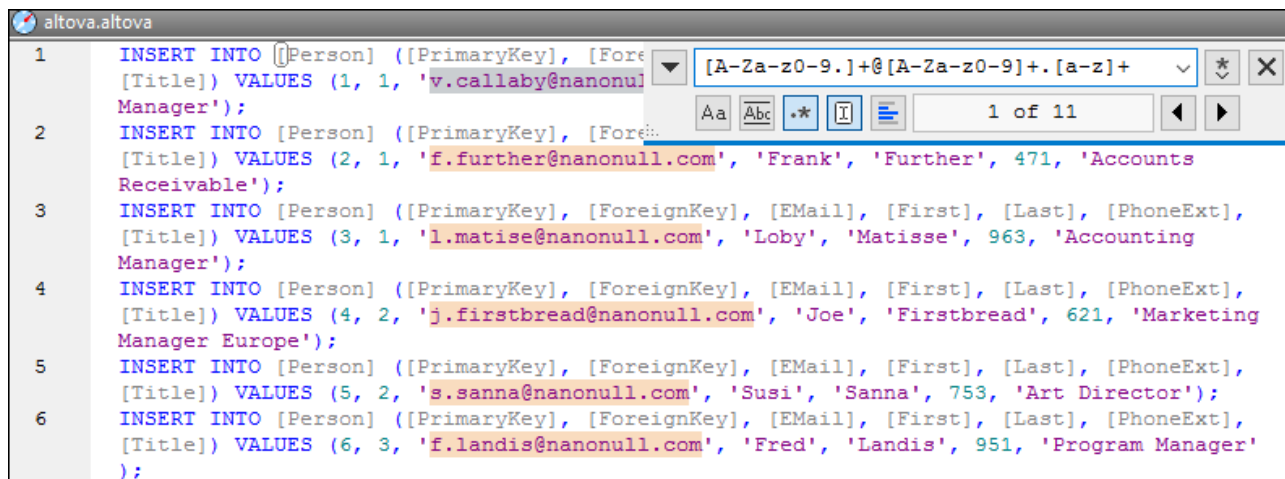 altova.altova
1 INSERT INTO [Person] ([PrimaryKey], [Fore
[A-Za-z0-9.]+@[A-Za-z0-9]+.[a-z]+
[Title]) VALUES (1, 1, 'v.callaby@nanonul
Aa Abc .* 1 of 11
Manager');
2 INSERT INTO [Person] ([PrimaryKey], [Fore
[Title]) VALUES (2, 1, 'f.further@nanonull.com', 'Frank', 'Further', 471, 'Accounts
Receivable');
3 INSERT INTO [Person] ([PrimaryKey], [ForeignKey], [EMail], [First], [Last], [PhoneExt],
[Title]) VALUES (3, 1, 'l.matise@nanonull.com', 'Loby', 'Matisse', 963, 'Accounting
Manager');
4 INSERT INTO [Person] ([PrimaryKey], [ForeignKey], [EMail], [First], [Last], [PhoneExt],
[Title]) VALUES (4, 2, 'j.firstbread@nanonull.com', 'Joe', 'Firstbread', 621, 'Marketing
Manager Europe');
5 INSERT INTO [Person] ([PrimaryKey], [ForeignKey], [EMail], [First], [Last], [PhoneExt],
[Title]) VALUES (5, 2, 's.sanna@nanonull.com', 'Susi', 'Sanna', 753, 'Art Director');
6 INSERT INTO [Person] ([PrimaryKey], [ForeignKey], [EMail], [First], [Last], [PhoneExt],
[Title]) VALUES (6, 3, 'f.landis@nanonull.com', 'Fred', 'Landis', 951, 'Program Manager'
);